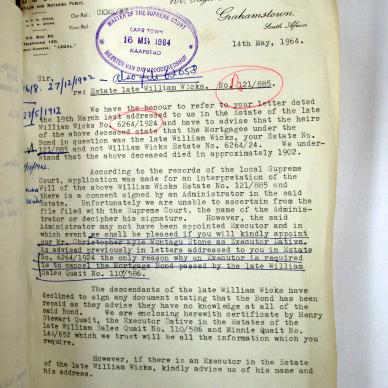 Our Ref:
Grahamstown,
South Africa
P.O. Box 80.
MASTER OF THE SUPREME COURT
CAPE TOWN
1964
KAAPSTAD
14th May, 1964.
Sir,
27/12/1902
re: Estate late William Wicks. No. 121/885.
23/5/1912
We have the honour to refer to your letter dated
the 19th March last addressed to us in the Estate of the late
William Wicks No. 6264/1924 and have to advise that the heirs
of the above deceased state that the Mortgagee under the
Bond in question was the late William Wicks, your Estate No.
121/885 and not William Wicks Estate No. 6264/24. We under-
stand that the above deceased died in approximately 1902.
According to the records of the local Supreme
Court, application was made for an interpretation of the
Will of the above William Wicks Estate No. 121/885 and
there is a consent signed by an Administrator in the said
Estate. Unfortunately we are unable to ascertain from the
file filed with the Supreme Court, the name of the Adminis-
trator or decipher his signature. However, the said
Administrator may not have been appointed Executor and in
which event we shall be pleased if you will kindly appoint
our Mr. Christopher Kyle Montagu Stone as Executor Dative.
As advised previously in letters addressed to you in Estate
No. 6264/1924 the only reason why an Executor is required
is to cancel the Mortgage Bond passed by the late William
Sales Quait No. 110/586.
The descendants of the late William Wicks have
declined to sign any document stating that the Bond has been
repaid as they advise they have no knowledge at all of the
said Bond. We are enclosing herewith certificate by Henry
Stewart Quait, Executor Dative in the Estates of the
late William Sales Quait No. 110/586 and Minnie Quait No.
144/652 which we trust will be all the information which you
require.
However, if there is an Executor in the Estate
of the late William Wicks, kindly advise us of his name and
his address.